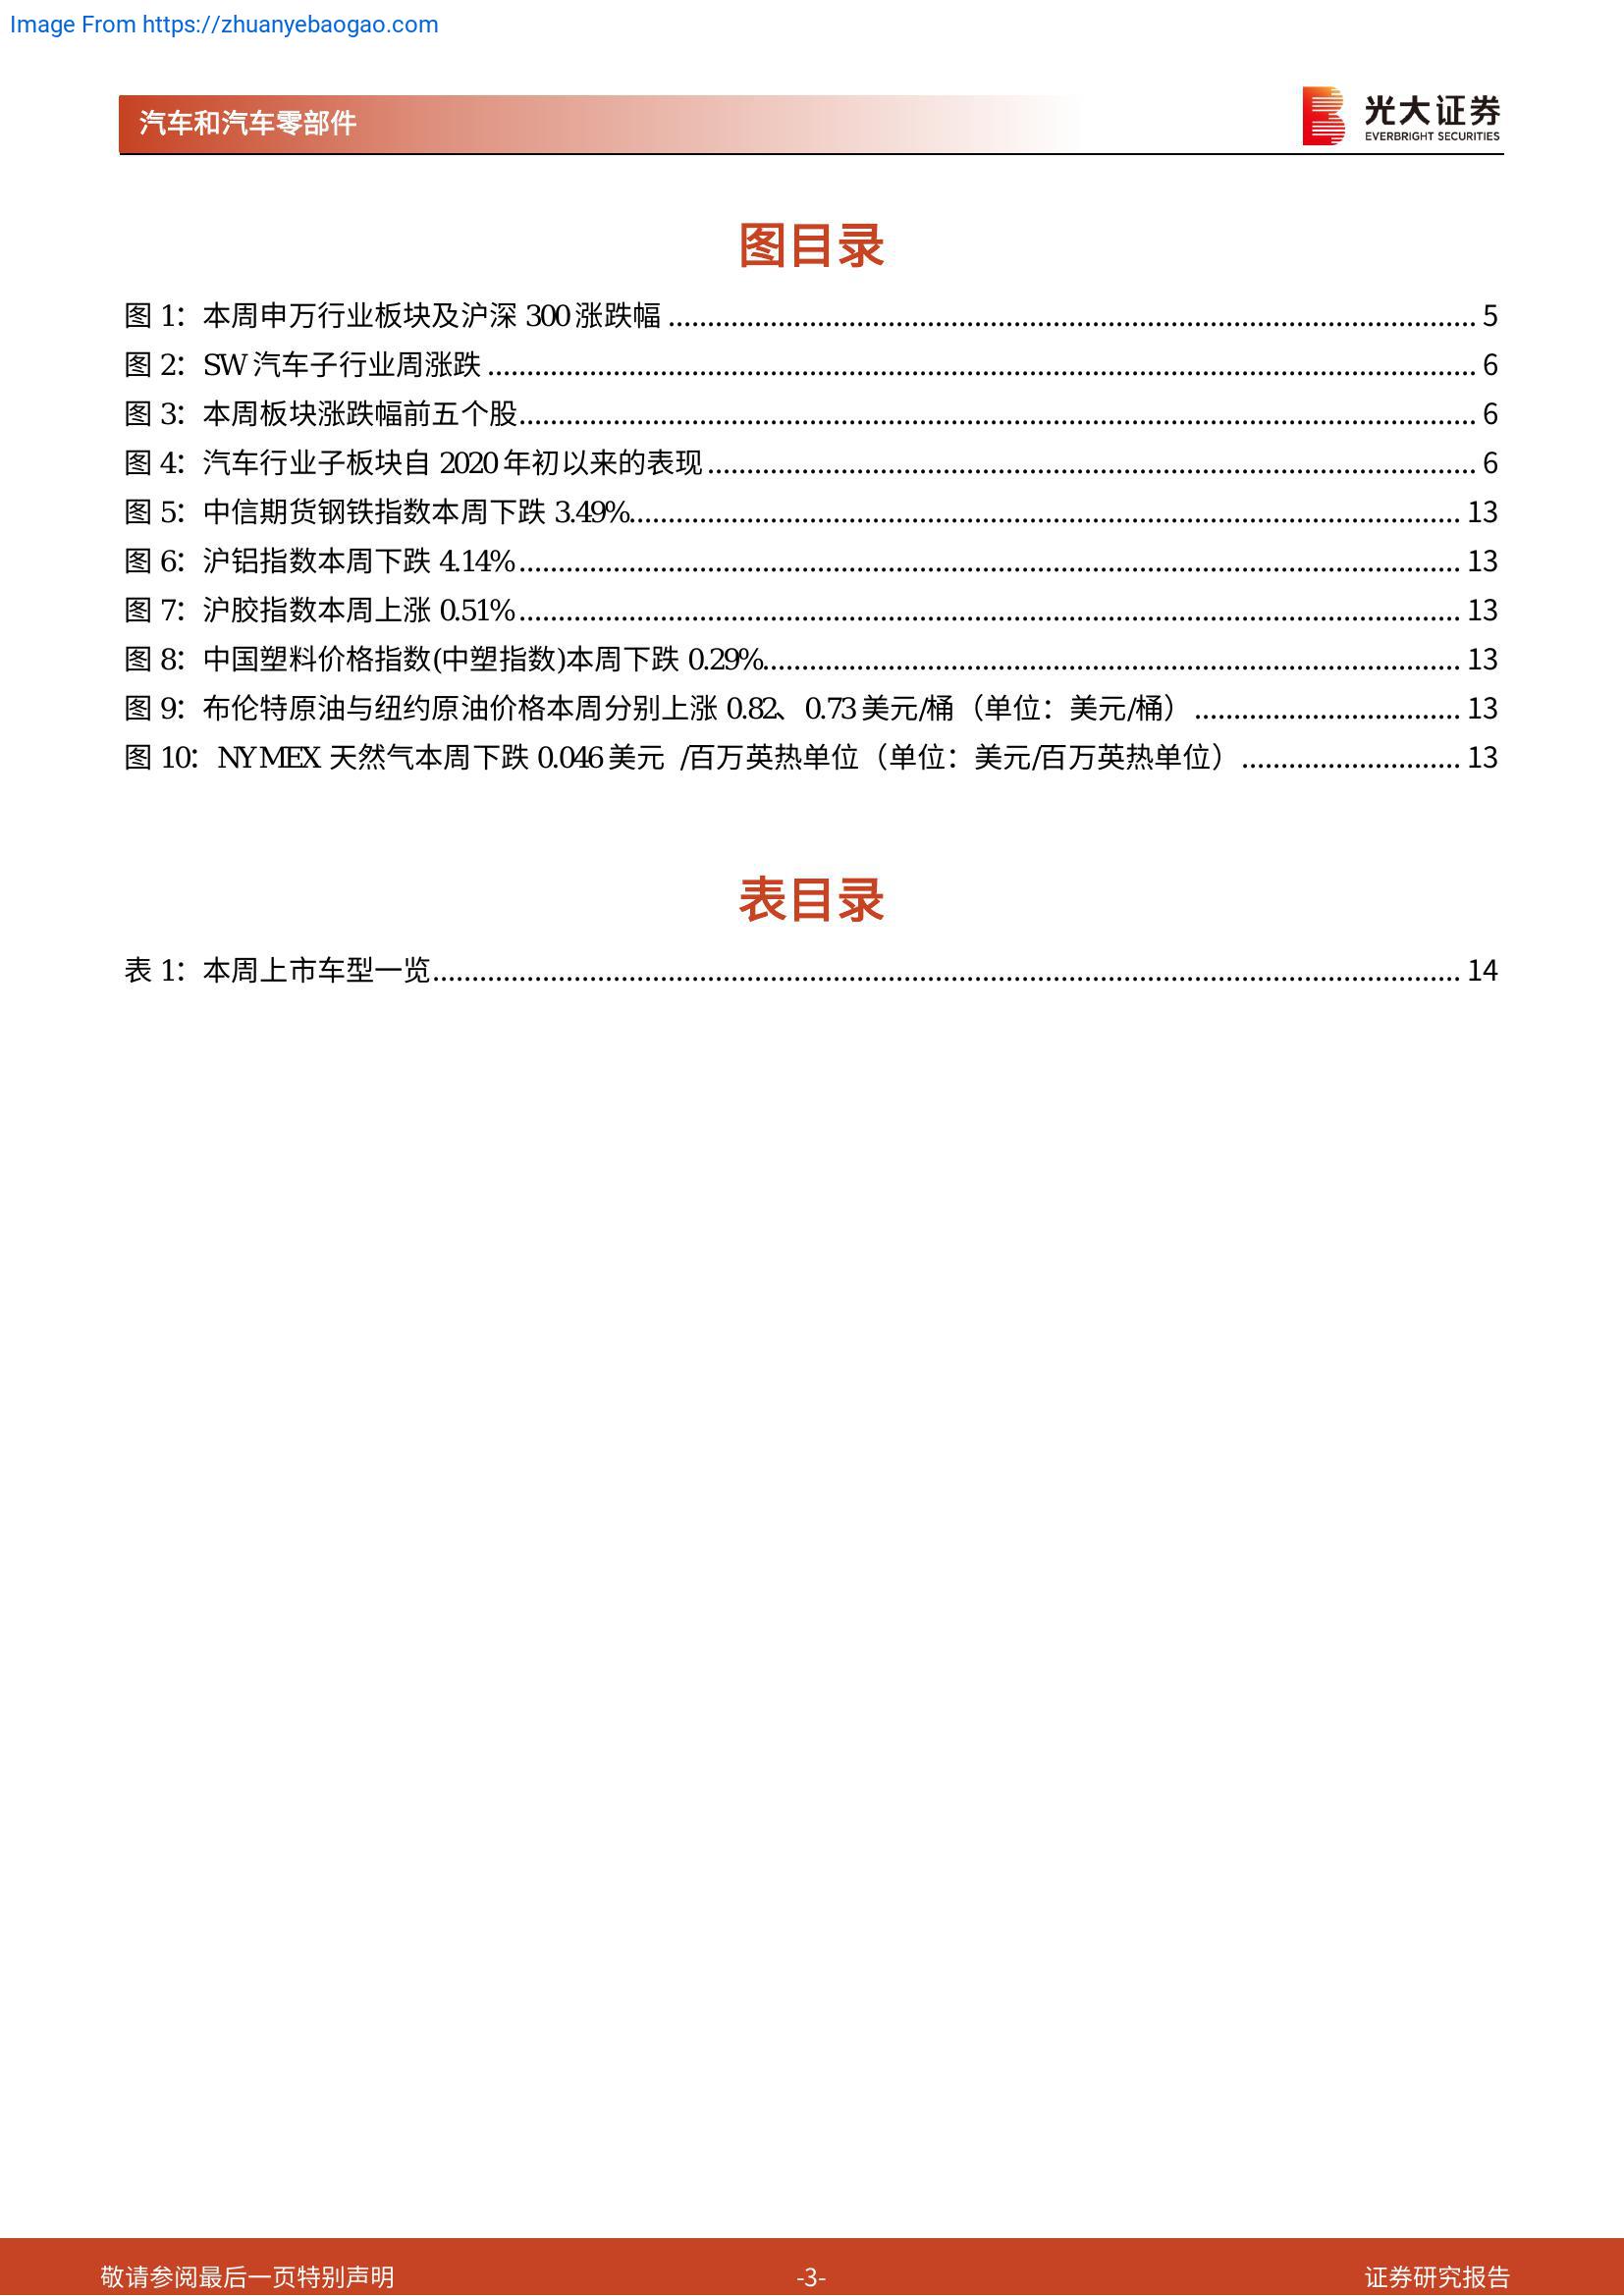 Image From https://zhuanyebaogao.com
汽车和汽车零部件
光大证券
EVERBRIGHT SECURITIES
图目录
图 1：本周申万行业板块及沪深 300 涨跌幅 ........ 5
图 2：SW 汽车子行业周涨跌 ........ 6
图 3：本周板块涨跌幅前五个股 ........ 6
图 4：汽车行业子板块自 2020 年初以来的表现 ........ 6
图 5：中信期货钢铁指数本周下跌 3.49% ........ 13
图 6：沪铝指数本周下跌 4.14% ........ 13
图 7：沪胶指数本周上涨 0.51% ........ 13
图 8：中国塑料价格指数(中塑指数)本周下跌 0.29% ........ 13
图 9：布伦特原油与纽约原油价格本周分别上涨 0.82、0.73 美元/桶（单位：美元/桶） ........ 13
图 10：NYMEX 天然气本周下跌 0.046 美元 /百万英热单位（单位：美元/百万英热单位） ........ 13
表目录
表 1：本周上市车型一览 ........ 14
敬请参阅最后一页特别声明
-3-
证券研究报告